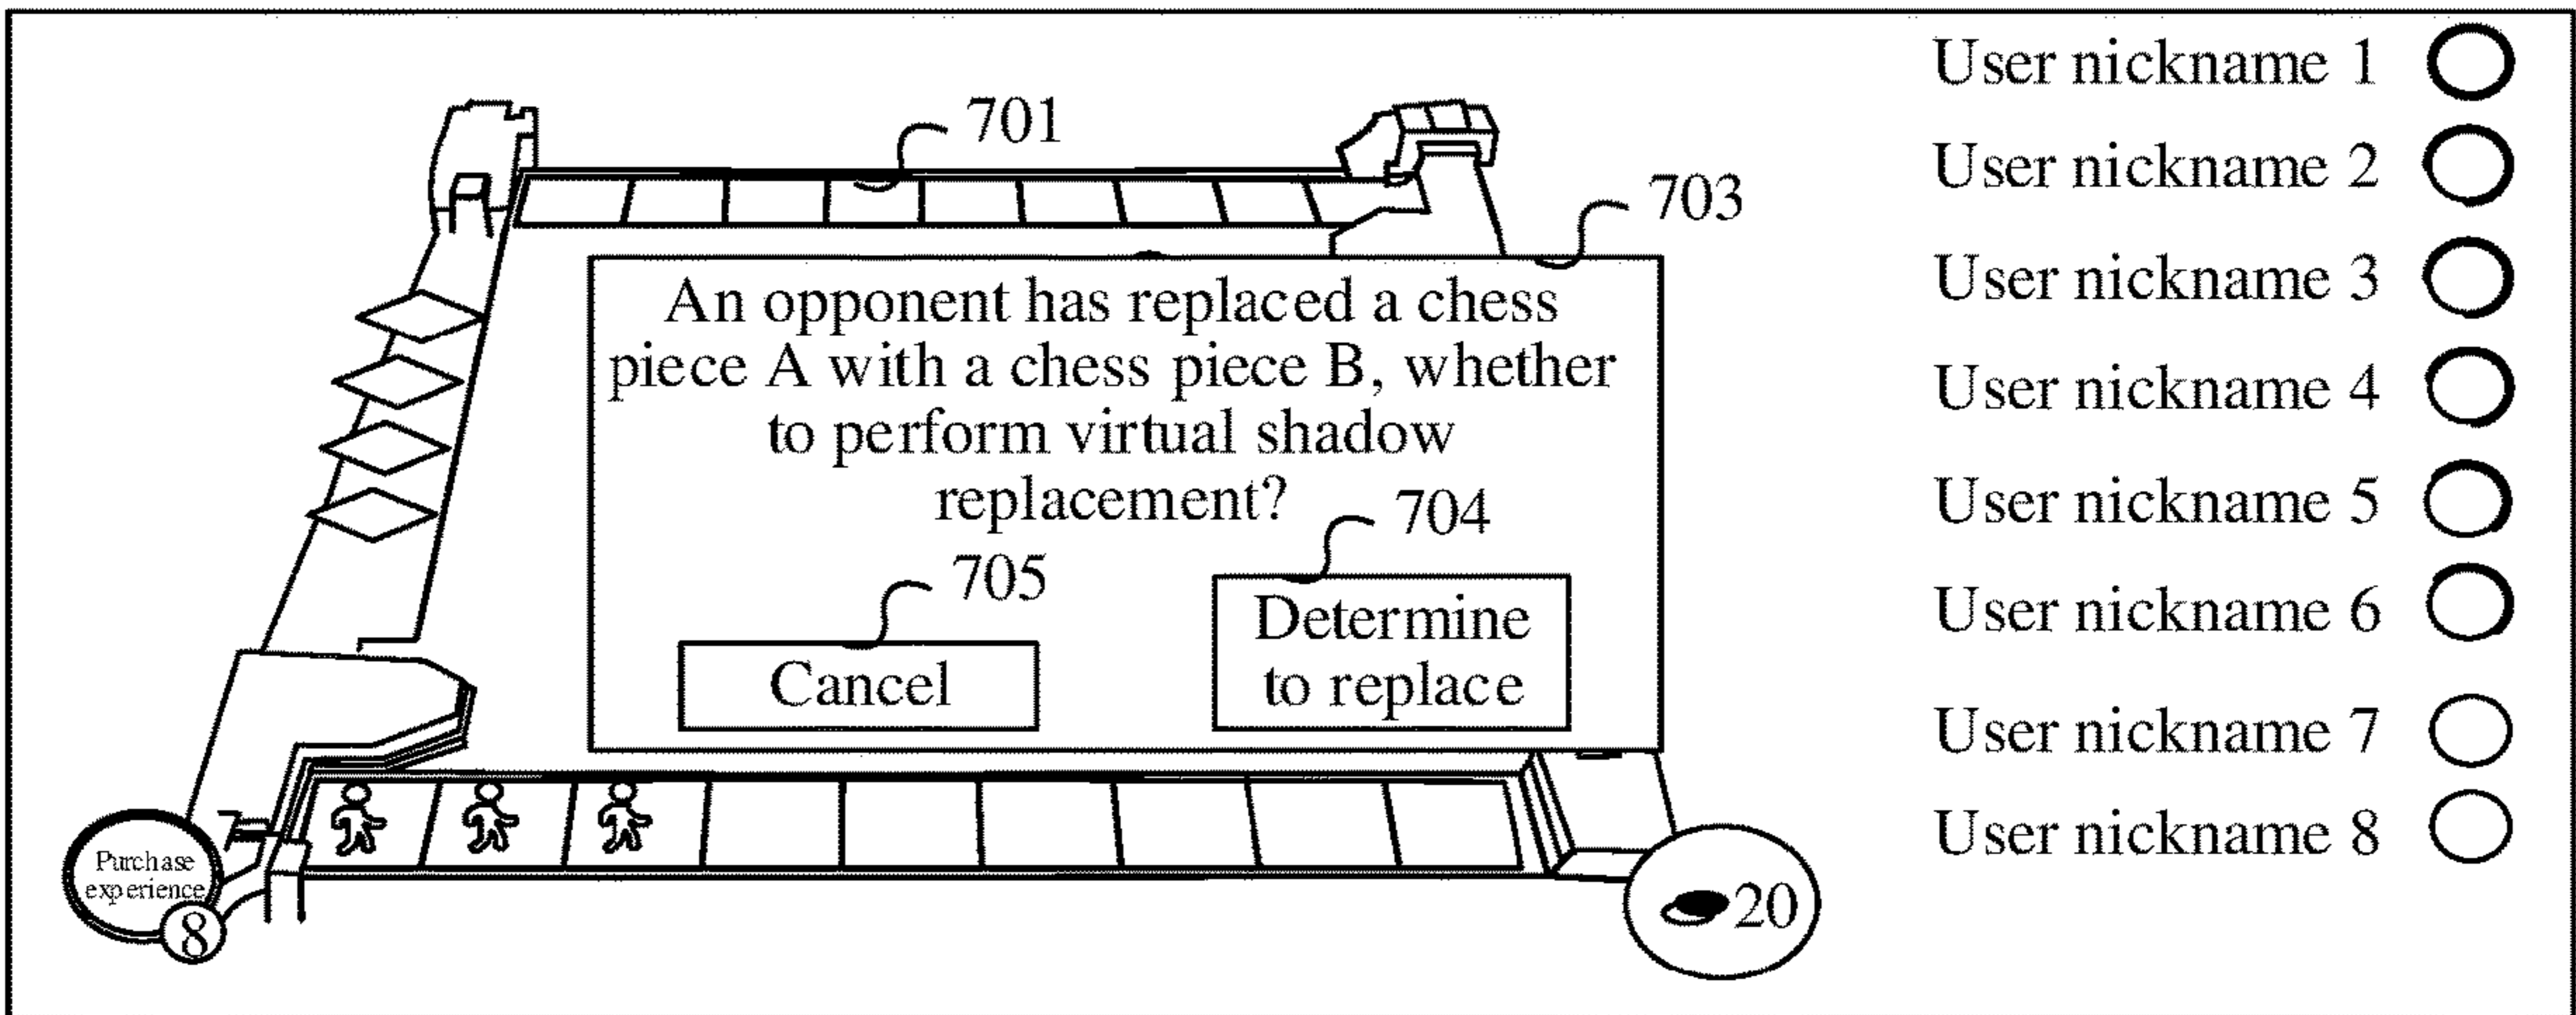 701
703
An opponent has replaced a chess
piece A with a chess piece B, whether
to perform virtual shadow
replacement?
704
705
Determine
to replace
Cancel
Purchase
experience
8
20
User nickname 1
User nickname 2
User nickname 3
User nickname 4
User nickname 5
User nickname 6
User nickname 7
User nickname 8